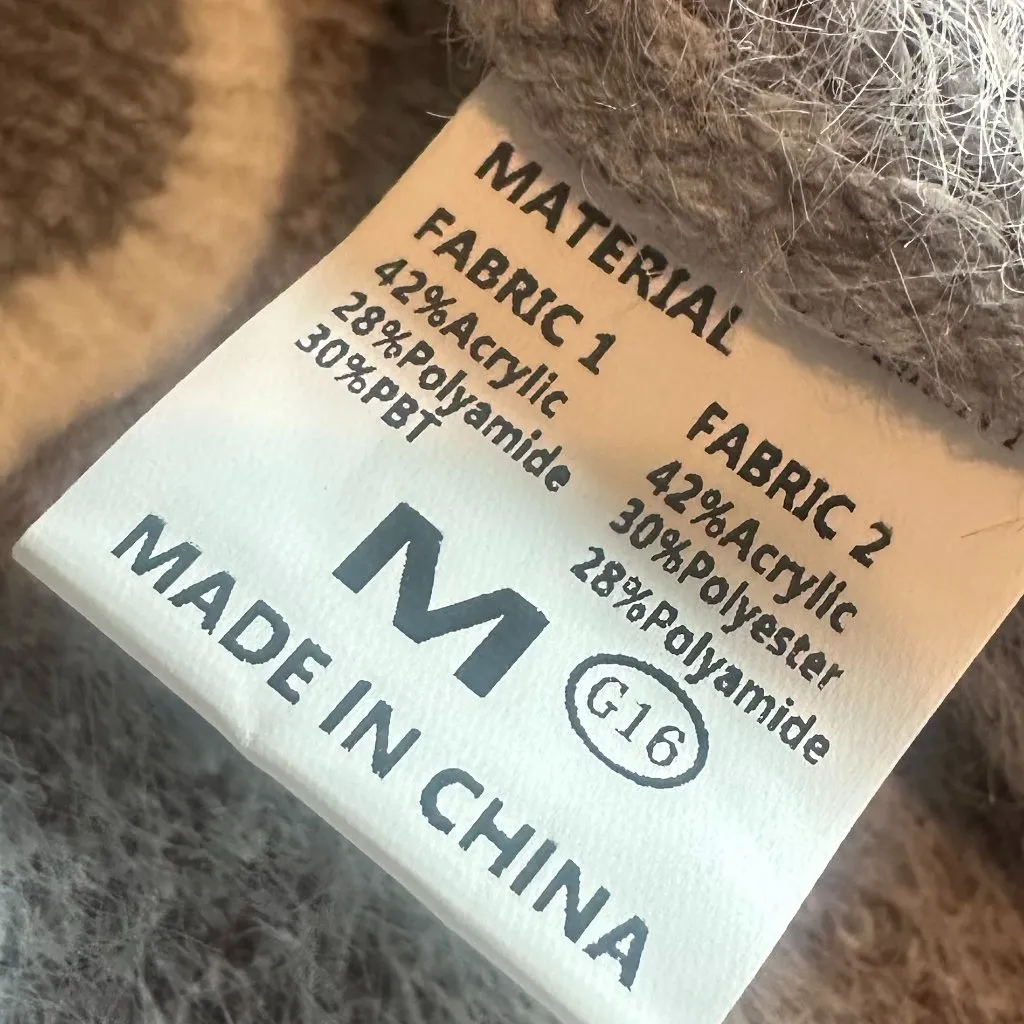 MATERIAL
FABRIC 1
42%Acrylic
28%Polyamide
30%PBT
FABRIC 2
42%Acrylic
30%Polyester
28%Polyamide
M
G16
MADE IN CHINA